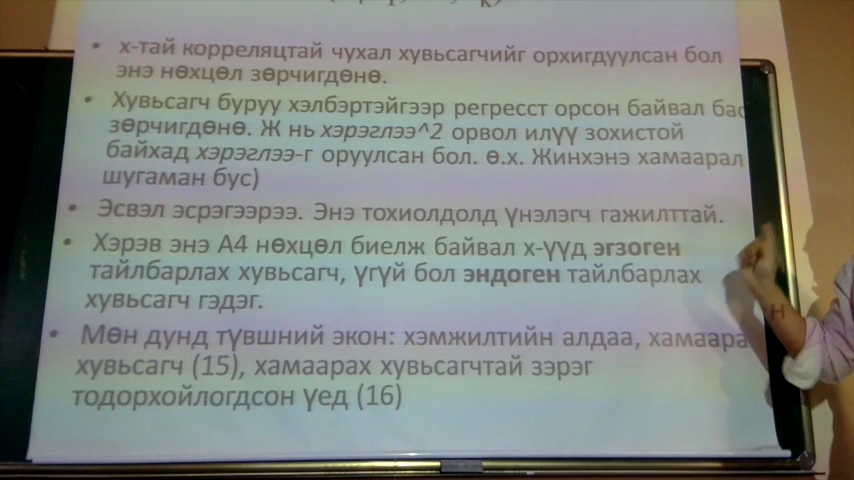 • х-тай корреляцтай чухал хувьсагчийг орхигдуулсан бол
энэ нөхцөл зөрчигдөнө.
• Хувьсагч буруу хэлбэртэйгээр регресст орсон байвал бас
зөрчигдөнө. Ж нь хэрэглээ^2 орвол илүү зохистой
байхад хэрэглээ-г оруулсан бол. ө.х. Жинхэнэ хамаарал
шугаман бус)
• Эсвэл эсрэгээрээ. Энэ тохиолдолд үнэлэгч гажилттай.
• Хэрэв энэ А4 нөхцөл биелж байвал х-үүд эгзоген
тайлбарлах хувьсагч, үгүй бол эндоген тайлбарлах
хувьсагч гэдэг.
• Мөн дунд түвшний экон: хэмжилтийн алдаа, хамаара
хувьсагч (15), хамаарах хувьсагчтай зэрэг
тодорхойлогдсон үед (16)